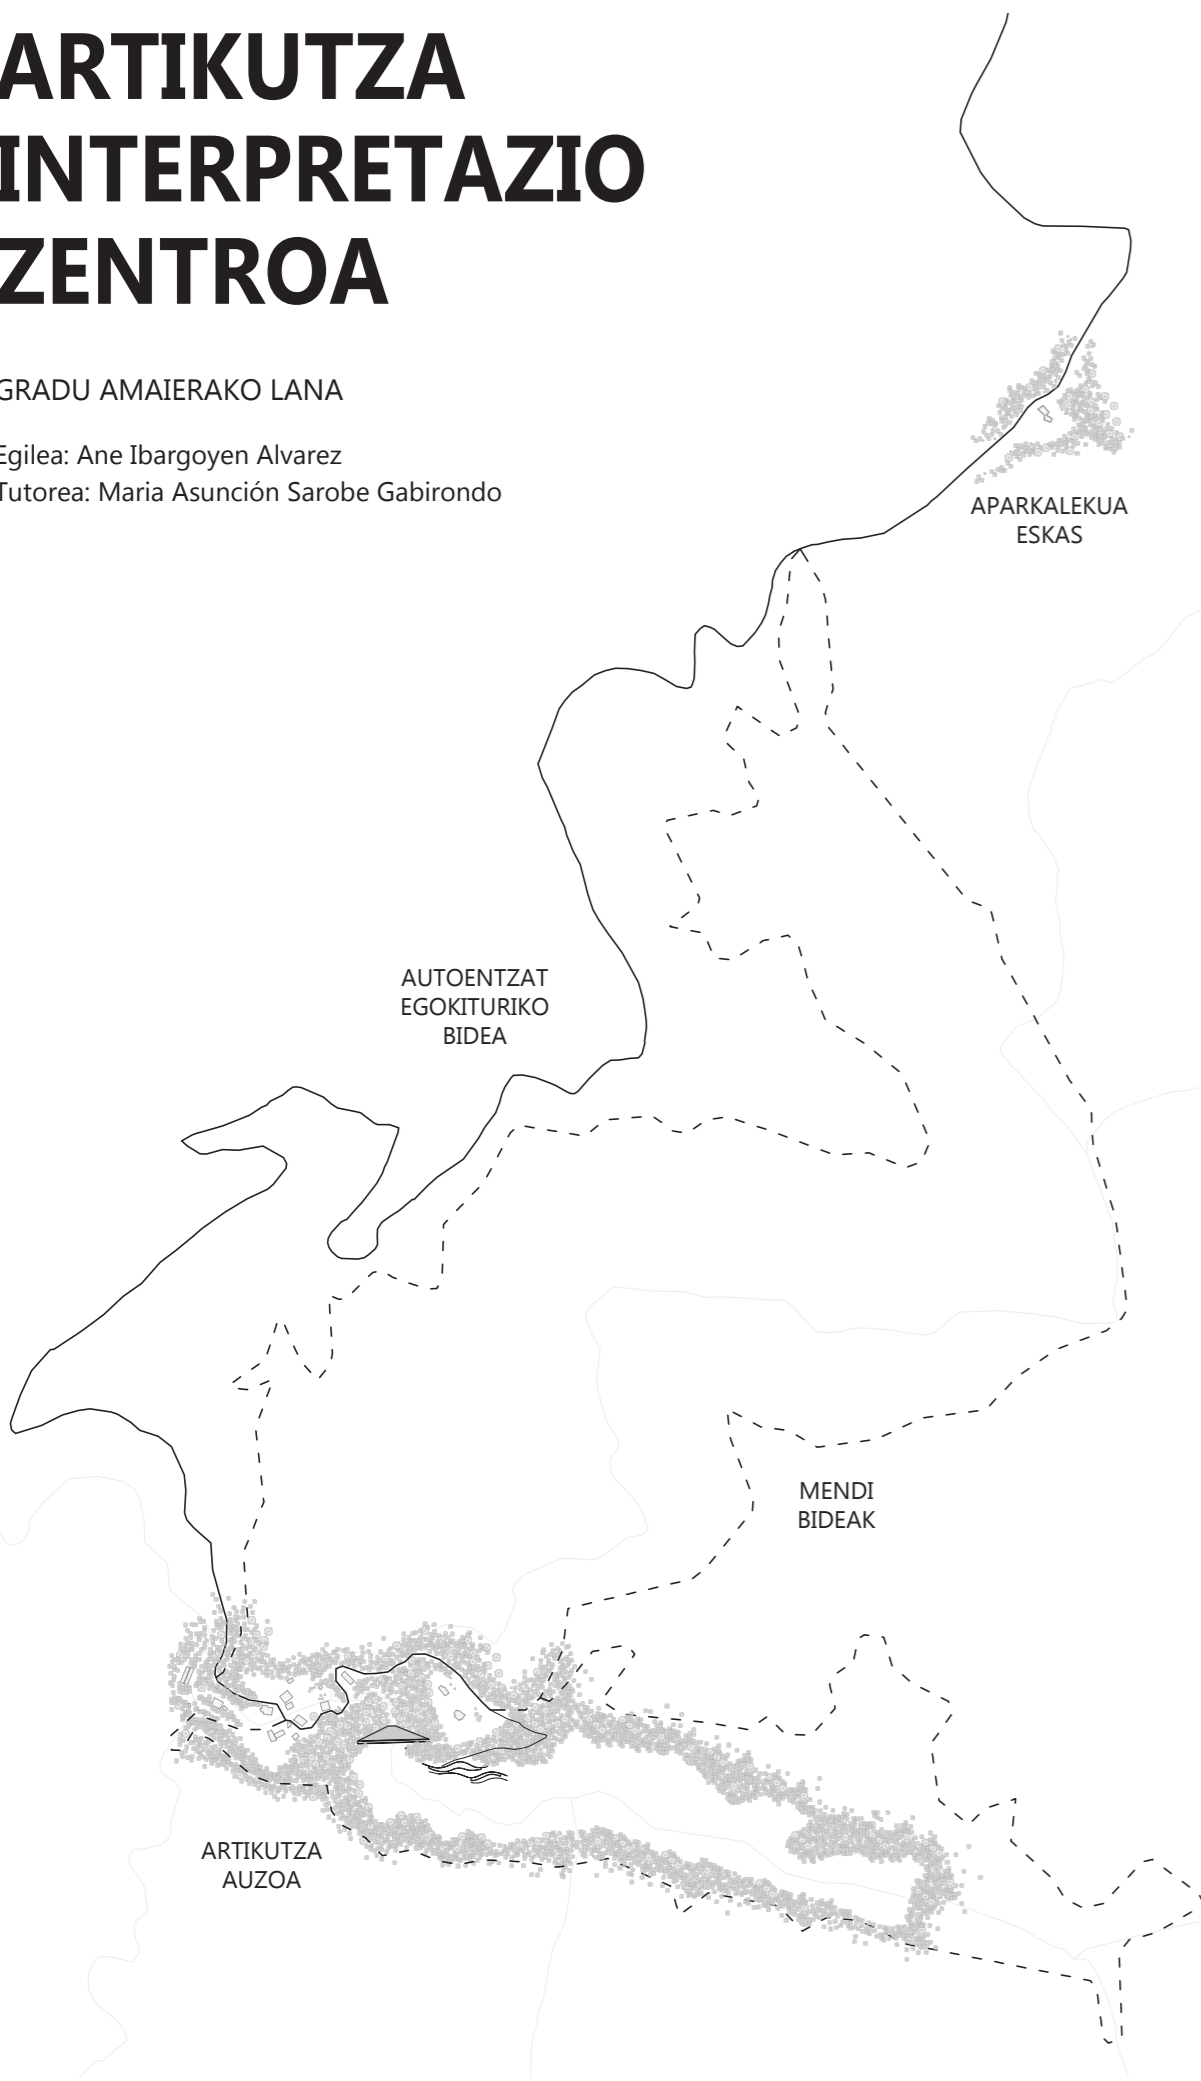 ARTIKUTZA
INTERPRETAZIO
ZENTROA
GRADU AMAIERAKO LANA
Egilea: Ane Ibargoyen Alvarez
Tutorea: Maria Asunción Sarobe Gabirondo
APARKALEKUA
ESKAS
AUTOENTZAT
EGOKITURIKO
BIDEA
MENDI
BIDEAK
ARTIKUTZA
AUZOA